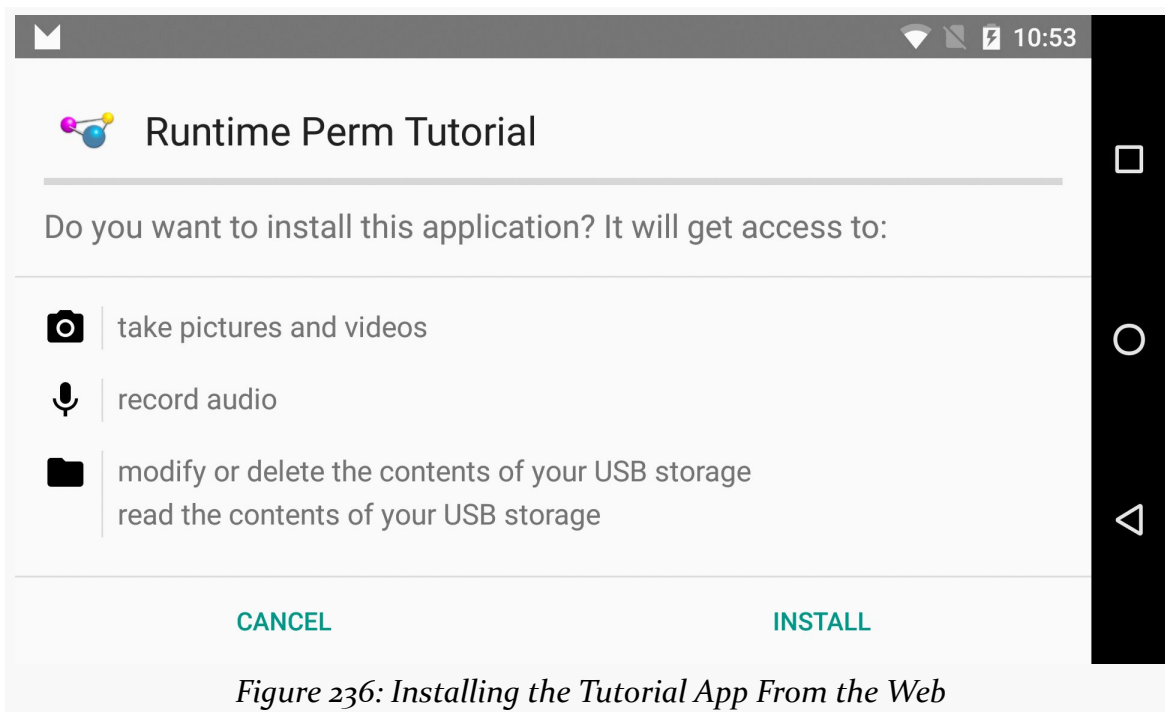 10:53
Runtime Perm Tutorial
Do you want to install this application? It will get access to:
take pictures and videos
record audio
modify or delete the contents of your USB storage
read the contents of your USB storage
CANCEL INSTALL
Figure 236: Installing the Tutorial App From the Web